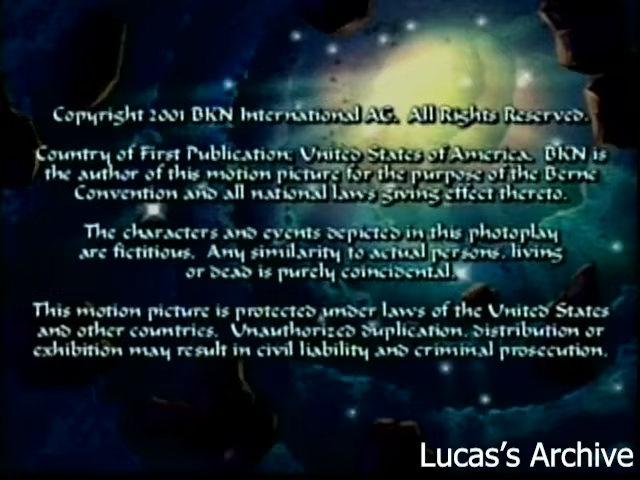 Copyright 2001 BKN International AG. All Rights Reserved.
Country of First Publication, United States of America. BKN is
the author of this motion picture for the purpose of the Berne
Convention and all national laws giving effect thereto.
The characters and events depicted in this photoplay
are fictitious. Any similarity to actual persons, living
or dead is purely coincidental.
This motion picture is protected under laws of the United States
and other countries. Unauthorized duplication, distribution or
exhibition may result in civil liability and criminal prosecution.
Lucas's Archive